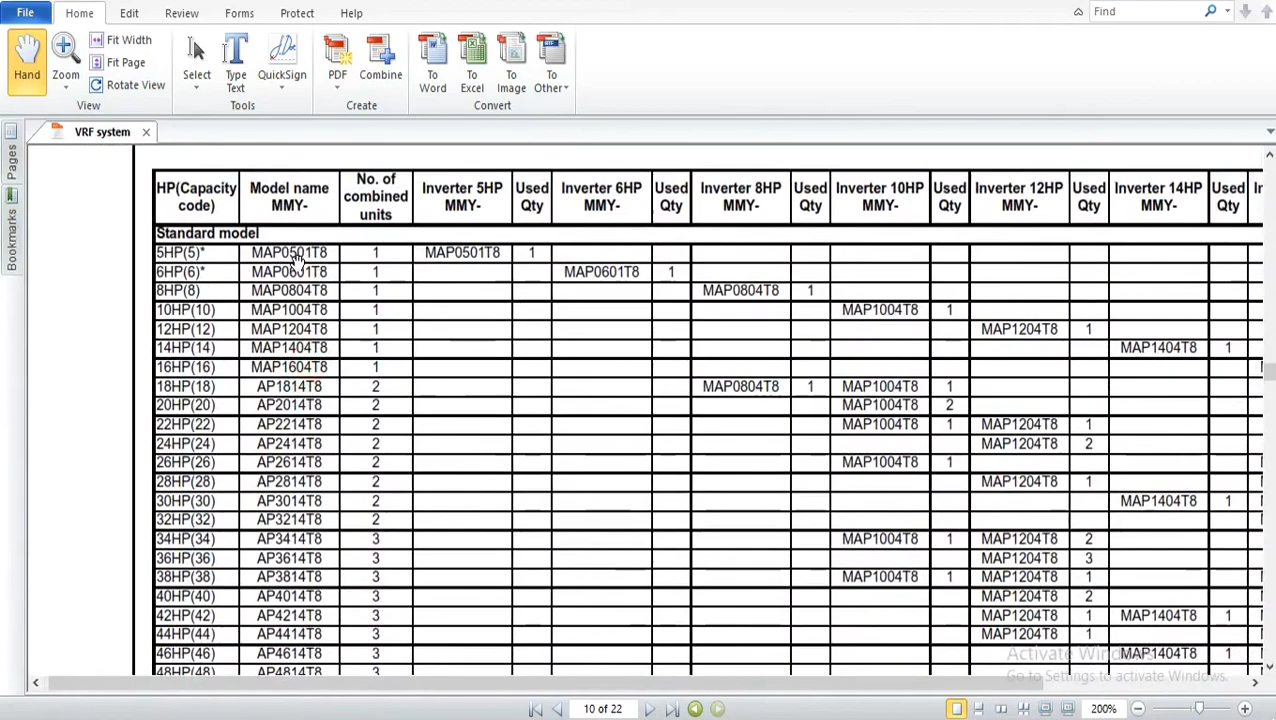 File Home Edit Review Forms Protect Help Find
Hand Zoom Fit Width Fit Page Rotate View Select Type Text QuickSign PDF Combine To Word To Excel To Image To Other
View Tools Create Convert
VRF system
Pages
Bookmarks
HP(Capacity code) Model name MMY- No. of combined units Inverter 5HP MMY- Used Qty Inverter 6HP MMY- Used Qty Inverter 8HP MMY- Used Qty Inverter 10HP MMY- Used Qty Inverter 12HP MMY- Used Qty Inverter 14HP MMY- Used Qty
Standard model
5HP(5)* MAP0501T8 1 MAP0501T8 1
6HP(6)* MAP0601T8 1 MAP0601T8 1
8HP(8) MAP0804T8 1 MAP0804T8 1
10HP(10) MAP1004T8 1 MAP1004T8 1
12HP(12) MAP1204T8 1 MAP1204T8 1
14HP(14) MAP1404T8 1 MAP1404T8 1
16HP(16) MAP1604T8 1
18HP(18) AP1814T8 2 MAP0804T8 1 MAP1004T8 1
20HP(20) AP2014T8 2 MAP1004T8 2
22HP(22) AP2214T8 2 MAP1004T8 1 MAP1204T8 1
24HP(24) AP2414T8 2 MAP1204T8 2
26HP(26) AP2614T8 2 MAP1004T8 1
28HP(28) AP2814T8 2 MAP1204T8 1
30HP(30) AP3014T8 2 MAP1404T8 1
32HP(32) AP3214T8 2
34HP(34) AP3414T8 3 MAP1004T8 1 MAP1204T8 2
36HP(36) AP3614T8 3 MAP1204T8 3
38HP(38) AP3814T8 3 MAP1004T8 1 MAP1204T8 1
40HP(40) AP4014T8 3 MAP1204T8 2
42HP(42) AP4214T8 3 MAP1204T8 1 MAP1404T8 1
44HP(44) AP4414T8 3 MAP1204T8 1
46HP(46) AP4614T8 3 MAP1404T8 1
48HP(48) AP4814T8 3
Activate Windows
Go to Settings to activate Windows.
10 of 22 200%